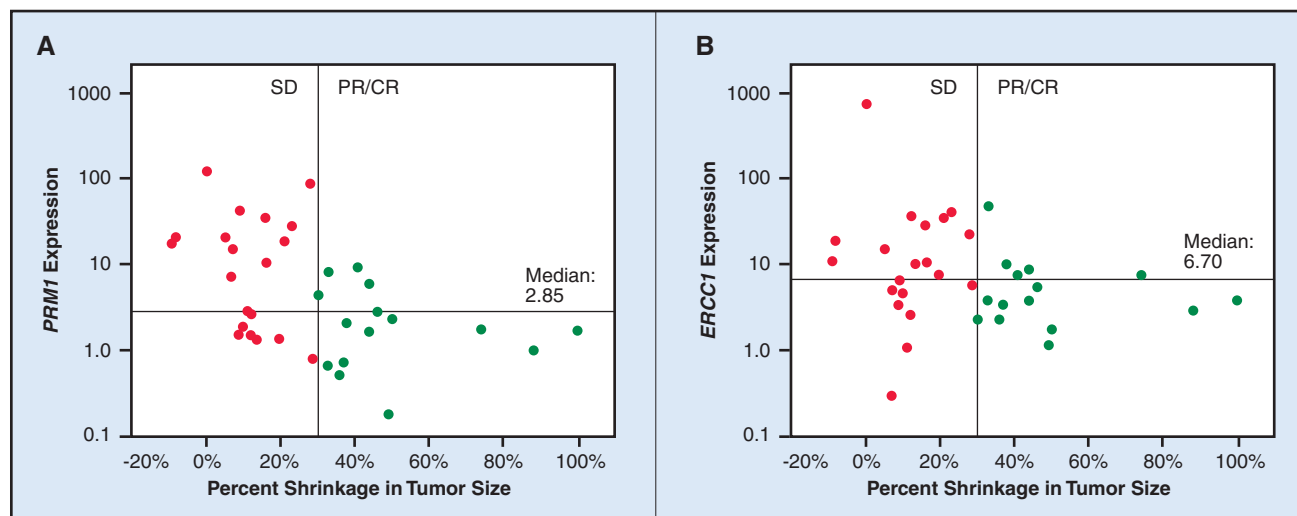 A
SD PR/CR
1000
100
10
1.0
0.1
PRM1 Expression
Median:
2.85
-20% 0% 20% 40% 60% 80% 100%
Percent Shrinkage in Tumor Size
B
SD PR/CR
1000
100
10
1.0
0.1
ERCC1 Expression
Median:
6.70
-20% 0% 20% 40% 60% 80% 100%
Percent Shrinkage in Tumor Size